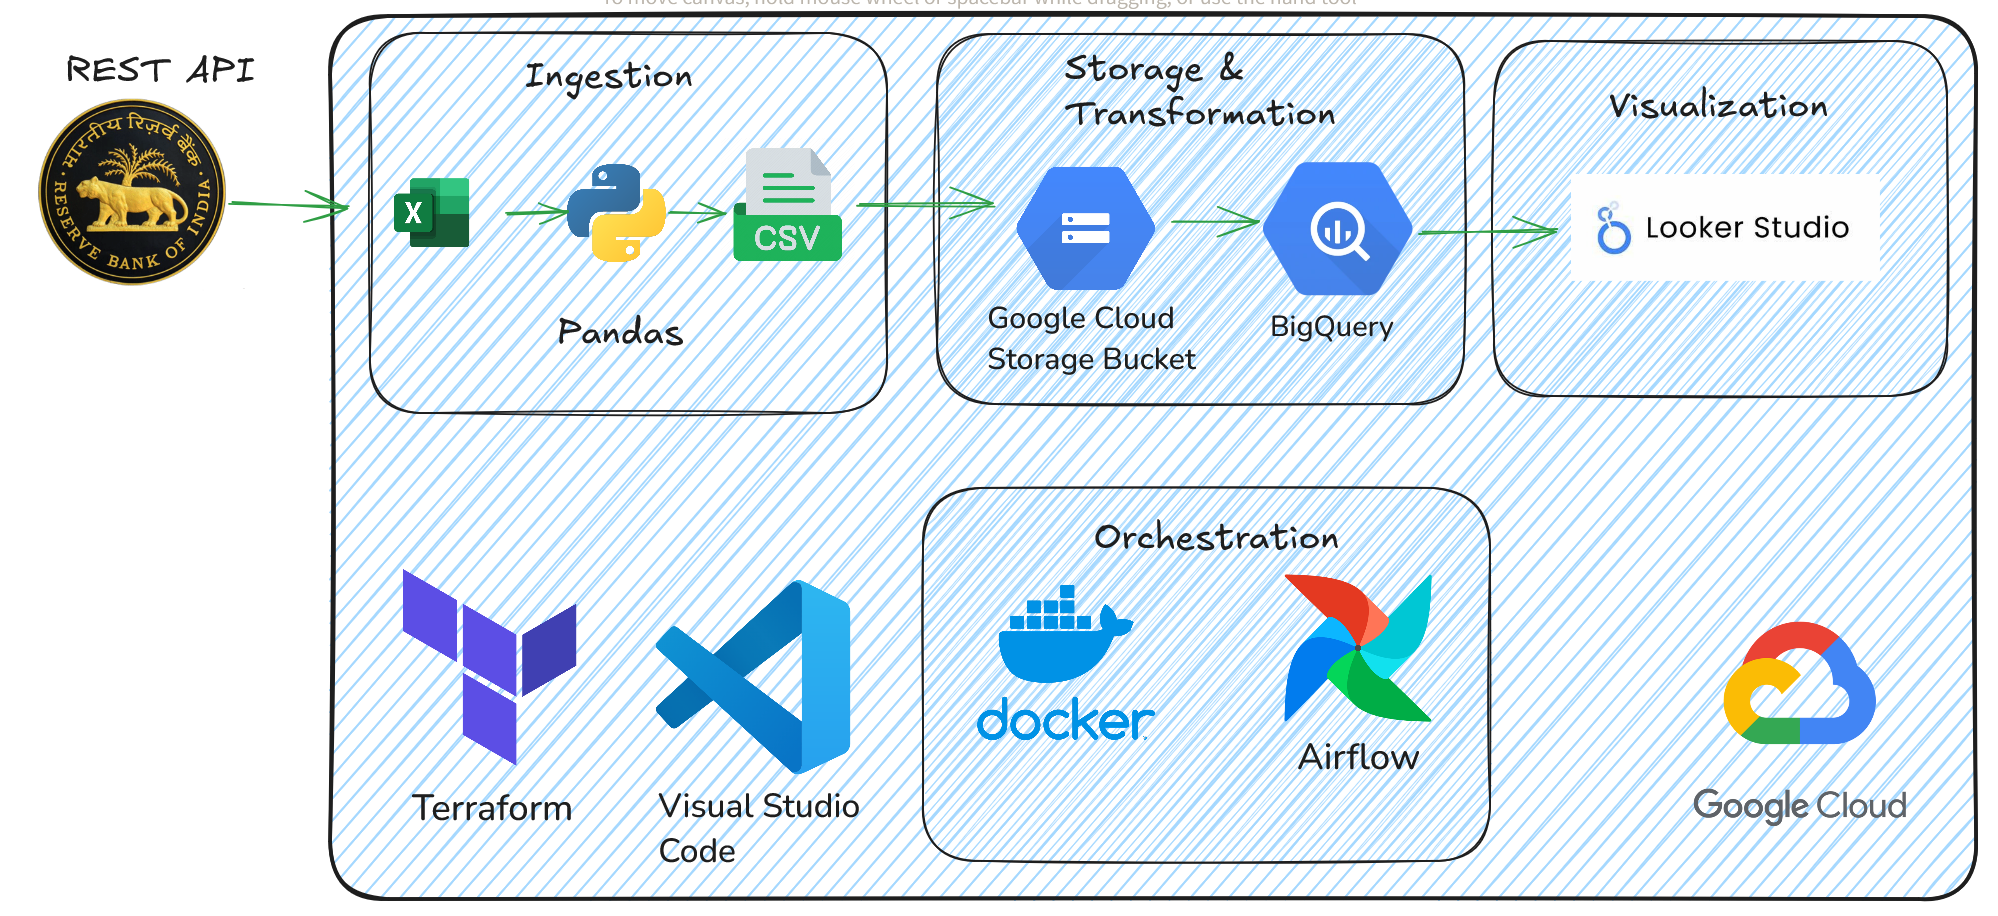 To move canvas, hold mouse wheel or spacebar while dragging, or use the hand tool
REST API
भारतीय रिज़र्व बैंक
RESERVE BANK OF INDIA
Ingestion
X
CSV
Pandas
Storage &
Transformation
Google Cloud
Storage Bucket
BigQuery
Visualization
Looker Studio
Orchestration
docker
Airflow
Terraform
Visual Studio
Code
Google Cloud